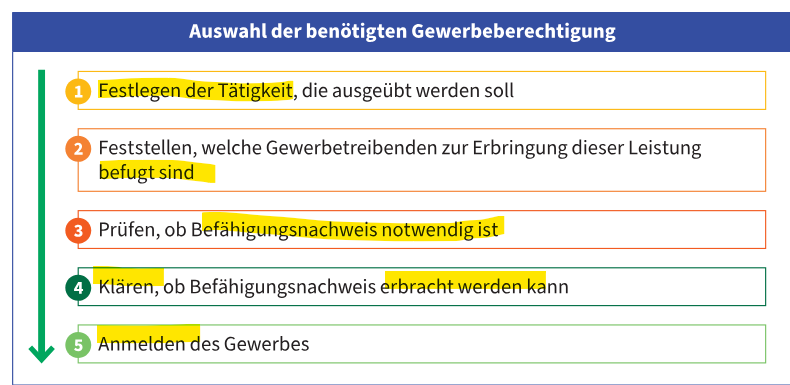 Auswahl der benötigten Gewerbeberechtigung
1 Festlegen der Tätigkeit, die ausgeübt werden soll
2 Feststellen, welche Gewerbetreibenden zur Erbringung dieser Leistung
befugt sind
3 Prüfen, ob Befähigungsnachweis notwendig ist
4 Klären, ob Befähigungsnachweis erbracht werden kann
5 Anmelden des Gewerbes